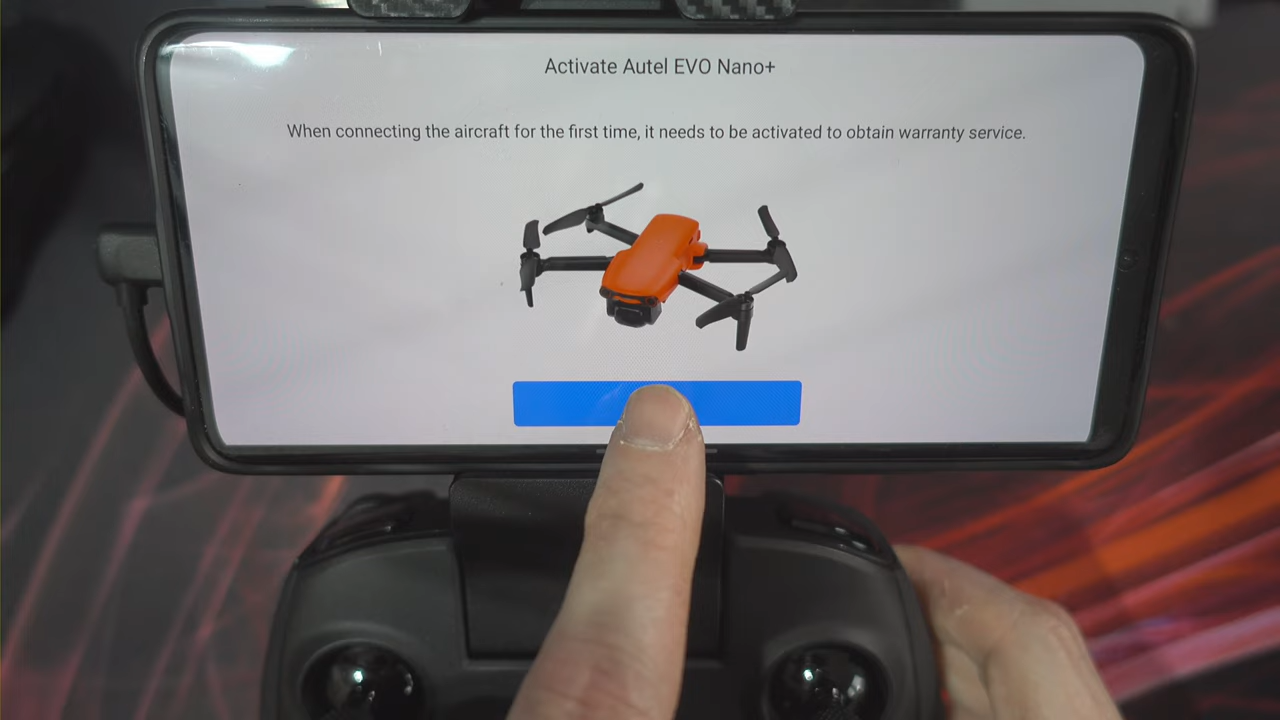 Activate Autel EVO Nano+
When connecting the aircraft for the first time, it needs to be activated to obtain warranty service.